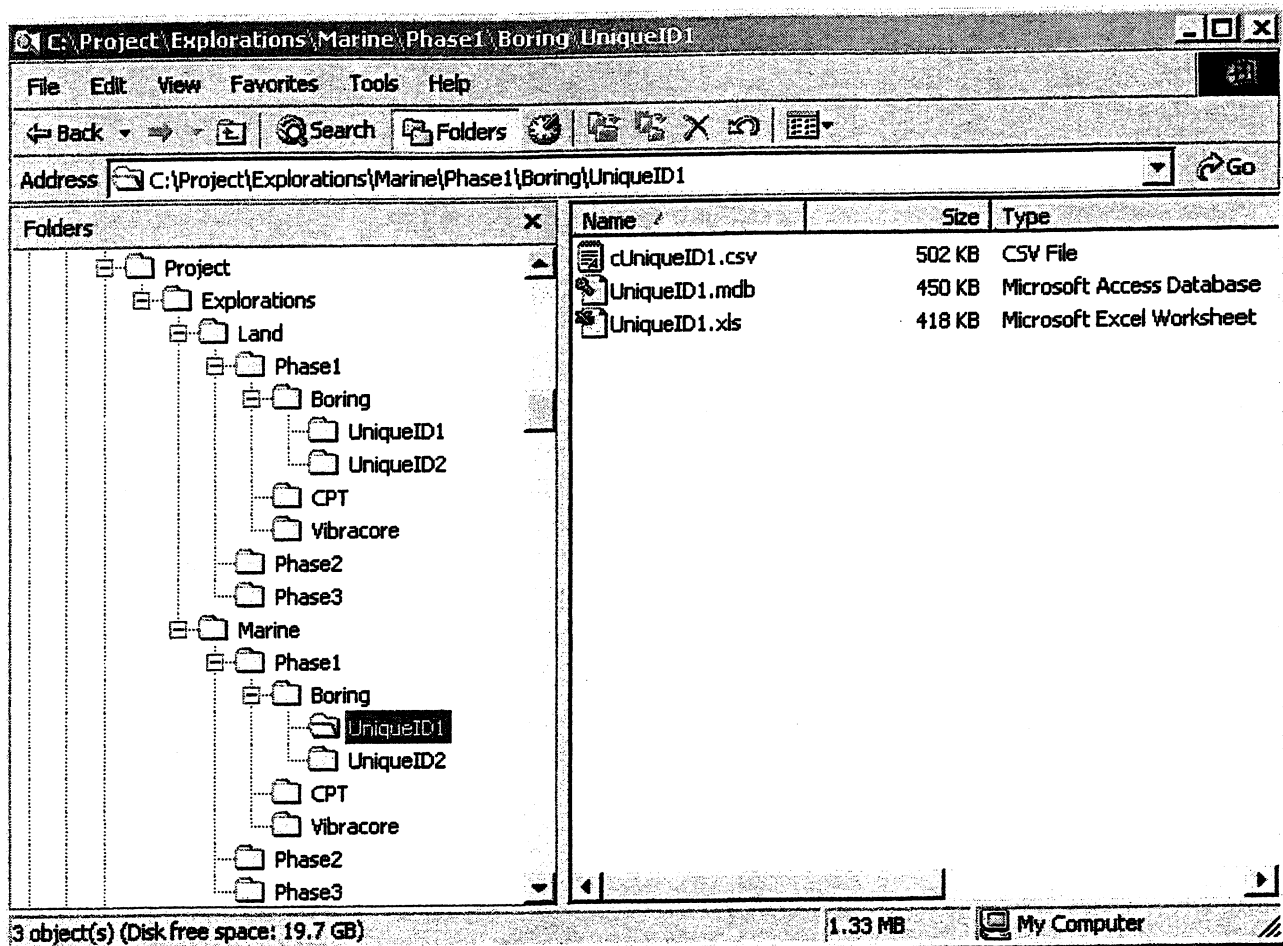 C:\Project\Explorations\Marine\Phase1\Boring\UniqueID1
File Edit View Favorites Tools Help
Back Search Folders
Address C:\Project\Explorations\Marine\Phase1\Boring\UniqueID1 Go
Folders
Project
Explorations
Land
Phase1
Boring
UniqueID1
UniqueID2
CPT
Vibracore
Phase2
Phase3
Marine
Phase1
Boring
UniqueID1
UniqueID2
CPT
Vibracore
Phase2
Phase3
Name Size Type
cUniqueID1.csv 502 KB CSV File
UniqueID1.mdb 450 KB Microsoft Access Database
UniqueID1.xls 418 KB Microsoft Excel Worksheet
3 object(s) (Disk free space: 19.7 GB) 1.33 MB My Computer